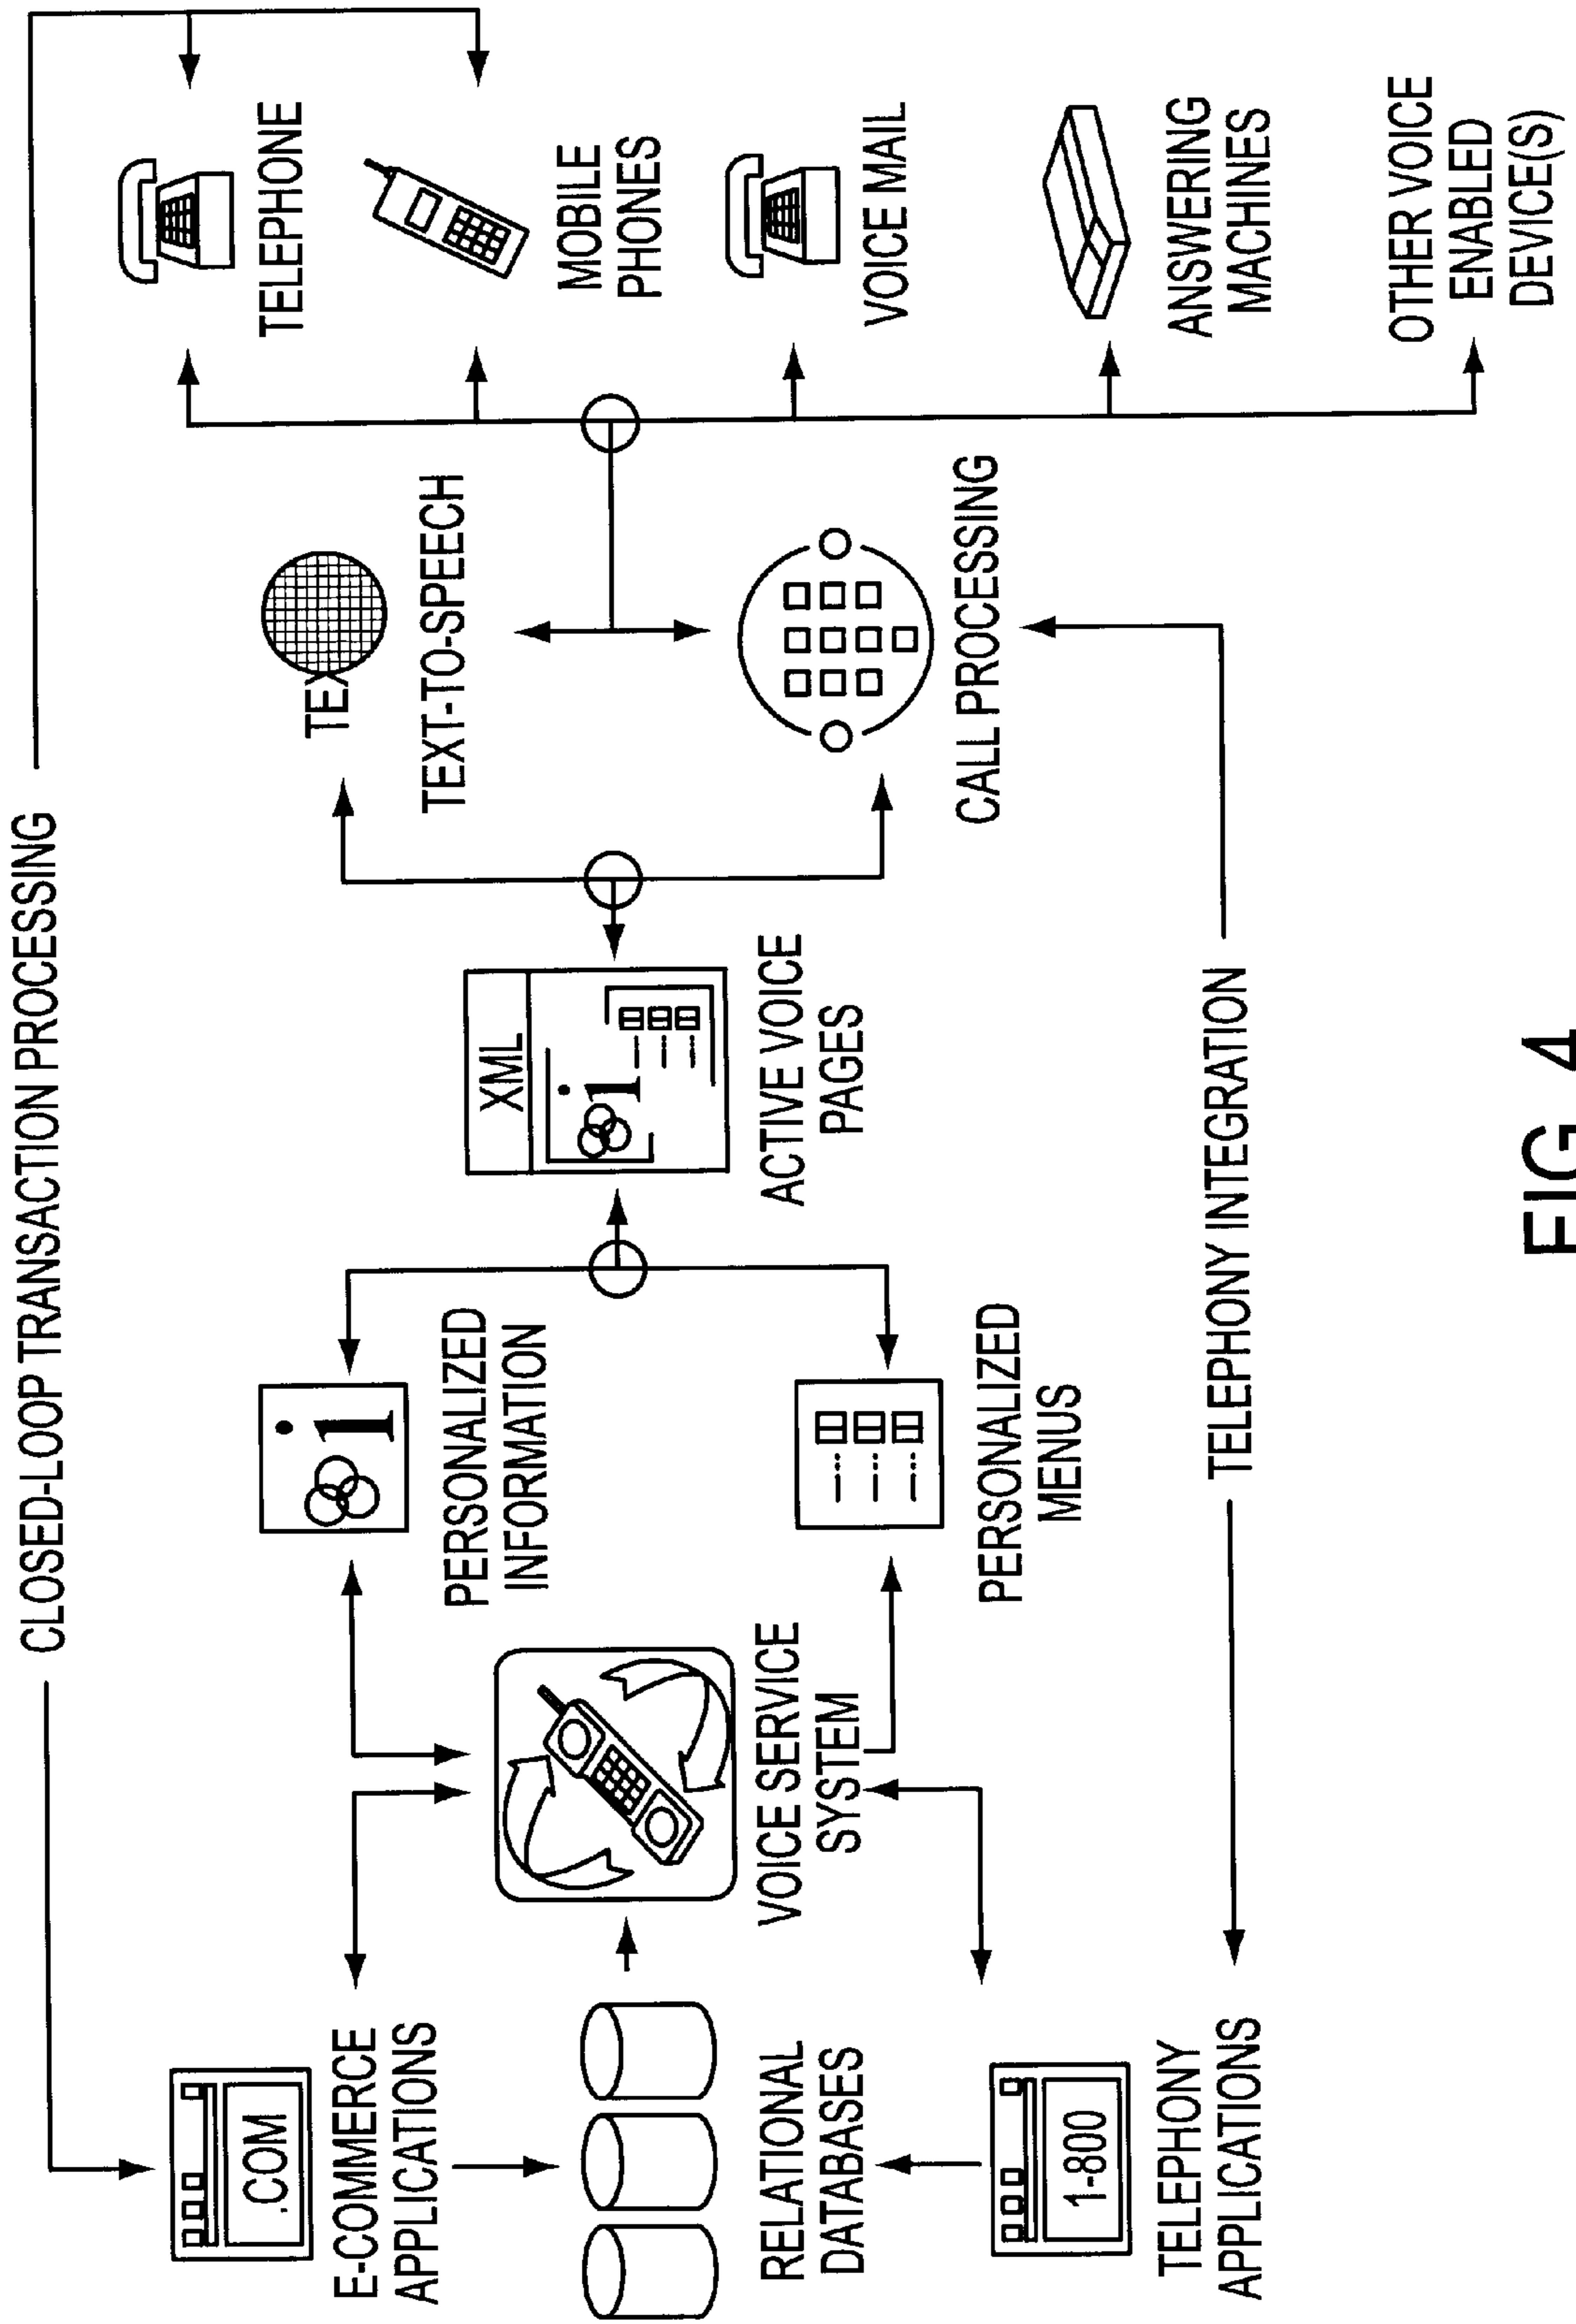 CLOSED-LOOP TRANSACTION PROCESSING
.COM
E-COMMERCE
APPLICATIONS
RELATIONAL
DATABASES
1-800
TELEPHONY
APPLICATIONS
VOICE SERVICE
SYSTEM
i
1
PERSONALIZED
INFORMATION
PERSONALIZED
MENUS
XML
i
1
ACTIVE VOICE
PAGES
TEX
TEXT-TO-SPEECH
CALL PROCESSING
TELEPHONE
MOBILE
PHONES
VOICE MAIL
ANSWERING
MACHINES
OTHER VOICE
ENABLED
DEVICE(S)
TELEPHONY INTEGRATION
FIG. 4